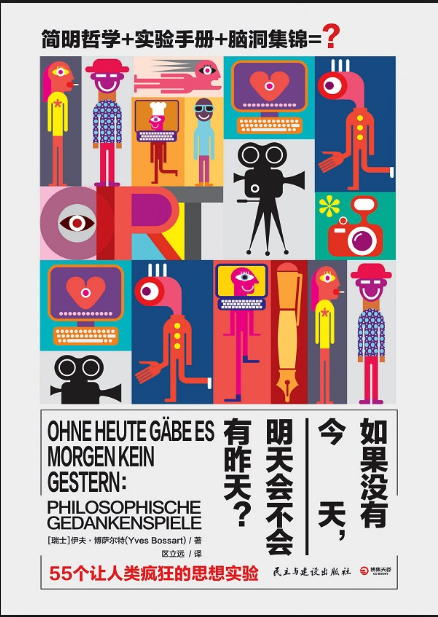 简明哲学+实验手册+脑洞集锦=?
ART
OHNE HEUTE GÄBE ES
MORGEN KEIN
GESTERN:
PHILOSOPHISCHE
GEDANKENSPIELE
[瑞士]伊夫·博萨尔特(Yves Bossart) / 著
区立远 / 译
如果没有
今天,
明天会不会
有昨天?
55个让人类疯狂的思想实验
民主与建设出版社